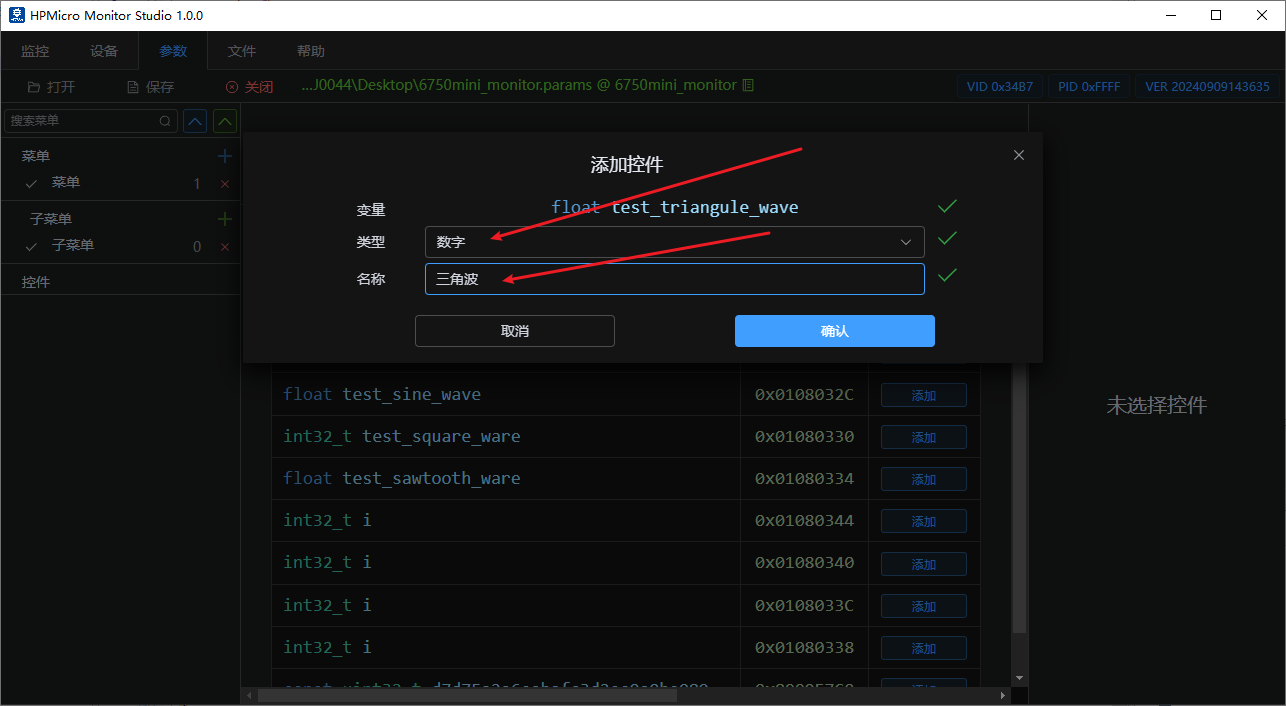 HPMicro Monitor Studio 1.0.0
监控 设备 参数 文件 帮助
打开 保存 关闭 ...J0044\Desktop\6750mini_monitor.params @ 6750mini_monitor VID 0x34B7 PID 0xFFFF VER 20240909143635
搜索菜单
菜单
菜单 1
子菜单
子菜单 0
控件
添加控件
变量 float test_triangule_wave
类型 数字
名称 三角波
取消 确认
float test_sine_wave 0x0108032C 添加
int32_t test_square_ware 0x01080330 添加
float test_sawtooth_ware 0x01080334 添加
int32_t i 0x01080344 添加
int32_t i 0x01080340 添加
int32_t i 0x0108033C 添加
int32_t i 0x01080338 添加
const uint32_t
未选择控件